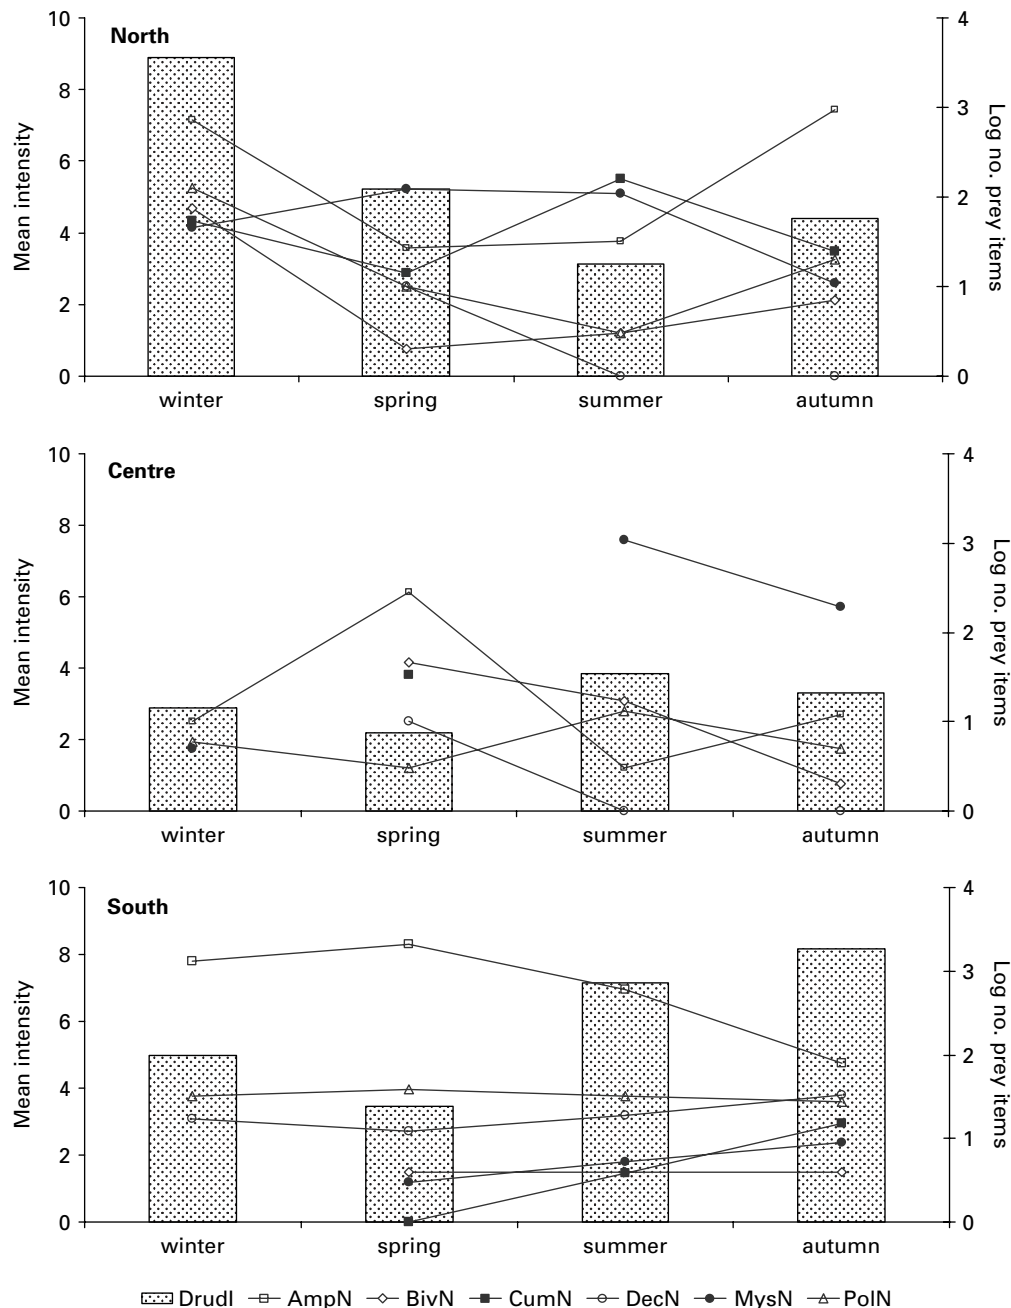 North
Mean intensity
10
8
6
4
2
0
4
3
2
1
0
Log no. prey items
winter spring summer autumn
Centre
Mean intensity
10
8
6
4
2
0
4
3
2
1
0
Log no. prey items
winter spring summer autumn
South
Mean intensity
10
8
6
4
2
0
4
3
2
1
0
Log no. prey items
winter spring summer autumn
DrudI AmpN BivN CumN DecN MysN PolN